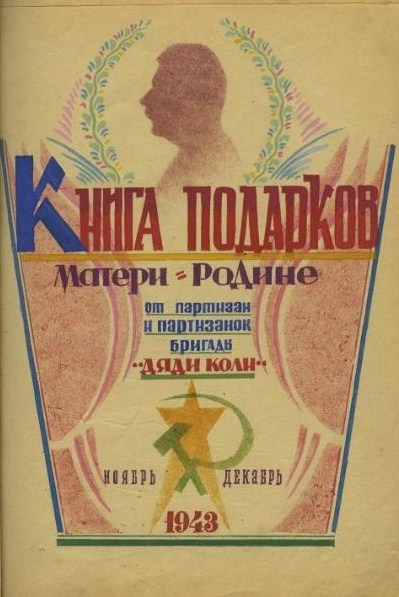 Книга подарков
Матери-Родине
от партизан
и партизанок
бригады
"Дяди Коли"
Ноябрь Декабрь
1943